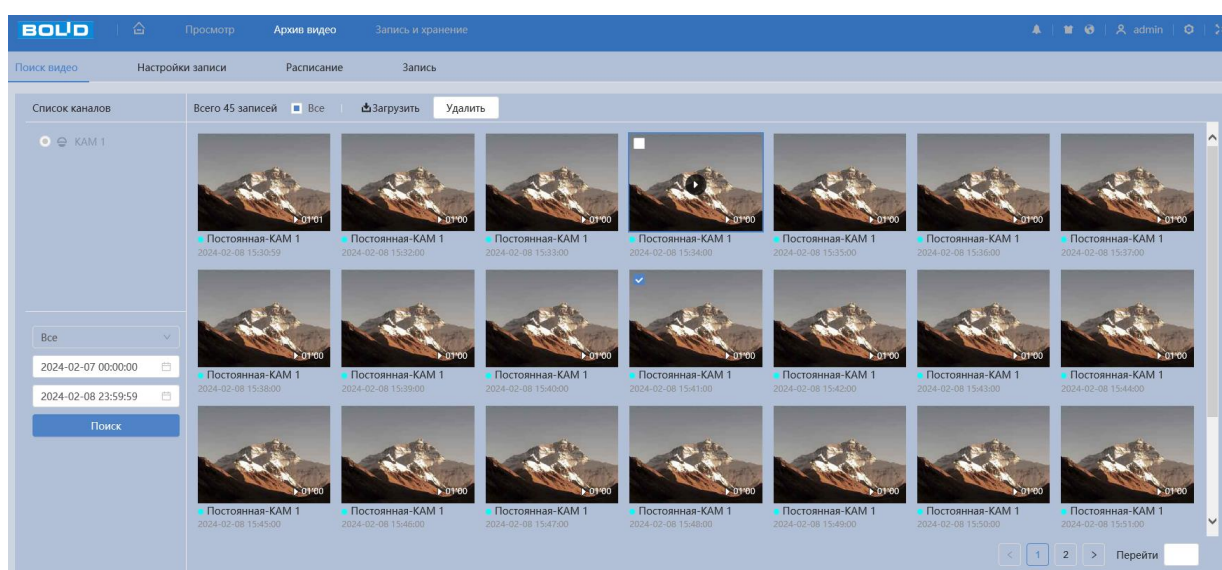 BOLID Просмотр Архив видео Запись и хранение admin
Поиск видео Настройки записи Расписание Запись
Список каналов Всего 45 записей Все Загрузить Удалить
КАМ 1
01'01 01'00 01'00 01'00 01'00 01'00 01'00
Постоянная-КАМ 1 Постоянная-КАМ 1 Постоянная-КАМ 1 Постоянная-КАМ 1 Постоянная-КАМ 1 Постоянная-КАМ 1 Постоянная-КАМ 1
2024-02-08 15:30:59 2024-02-08 15:32:00 2024-02-08 15:33:00 2024-02-08 15:34:00 2024-02-08 15:35:00 2024-02-08 15:36:00 2024-02-08 15:37:00
Все
01'00 01'00 01'00 01'00 01'00 01'00 01'00
2024-02-07 00:00:00
Постоянная-КАМ 1 Постоянная-КАМ 1 Постоянная-КАМ 1 Постоянная-КАМ 1 Постоянная-КАМ 1 Постоянная-КАМ 1 Постоянная-КАМ 1
2024-02-08 15:38:00 2024-02-08 15:39:00 2024-02-08 15:40:00 2024-02-08 15:41:00 2024-02-08 15:42:00 2024-02-08 15:43:00 2024-02-08 15:44:00
2024-02-08 23:59:59
Поиск
01'00 01'00 01'00 01'00 01'00 01'00 01'00
Постоянная-КАМ 1 Постоянная-КАМ 1 Постоянная-КАМ 1 Постоянная-КАМ 1 Постоянная-КАМ 1 Постоянная-КАМ 1 Постоянная-КАМ 1
2024-02-08 15:45:00 2024-02-08 15:46:00 2024-02-08 15:47:00 2024-02-08 15:48:00 2024-02-08 15:49:00 2024-02-08 15:50:00 2024-02-08 15:51:00
< 1 2 > Перейти